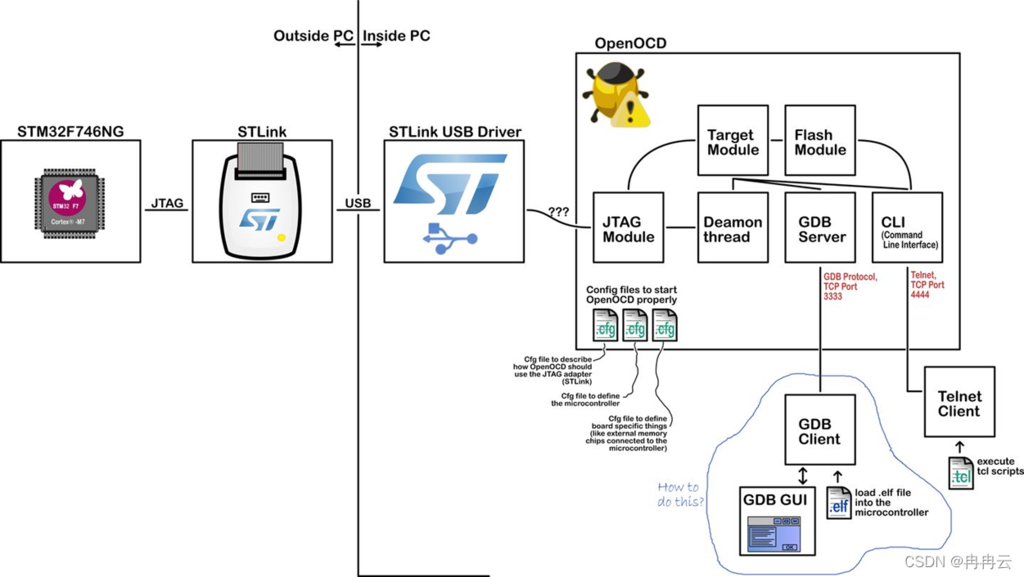 Outside PC
Inside PC
OpenOCD
STM32F746NG
STLink
STLink USB Driver
STM32 F7
Cortex®-M7
JTAG
ST
USB
ST
???
Target
Module
Flash
Module
JTAG
Module
Deamon
thread
GDB
Server
CLI
(Command
Line Interface)
GDB Protocol,
TCP Port
3333
Telnet,
TCP Port
4444
Config files to start
OpenOCD properly
.cfg
.cfg
.cfg
Cfg file to describe
how OpenOCD should
use the JTAG adapter
(STLink)
Cfg file to define
the microcontroller
Cfg file to define
board specific things
(like external memory
chips connected to the
microcontroller)
GDB
Client
Telnet
Client
execute
tcl scripts
.tcl
How to
do this?
GDB GUI
.elf
load .elf file
into the
microcontroller
CSDN @冉冉云